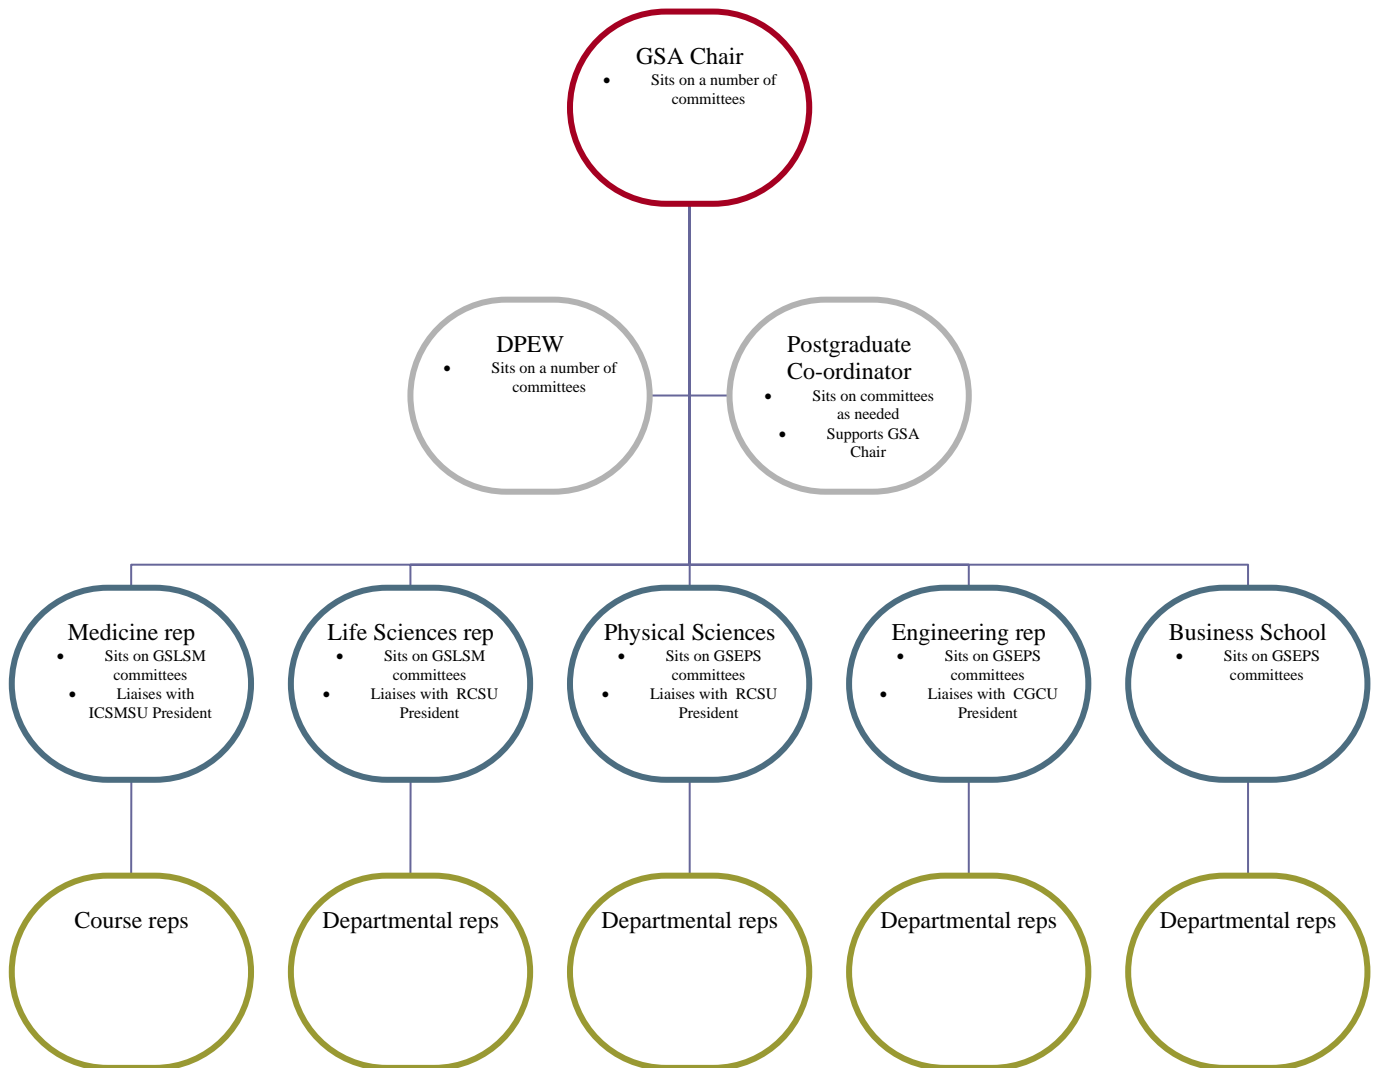 GSA Chair
• Sits on a number of
committees
DPEW
• Sits on a number of
committees
Postgraduate
Co-ordinator
• Sits on committees
as needed
• Supports GSA
Chair
Medicine rep
• Sits on GSLSM
committees
• Liaises with
ICSMSU President
Life Sciences rep
• Sits on GSLSM
committees
• Liaises with RCSU
President
Physical Sciences
• Sits on GSEPS
committees
• Liaises with  RCSU
President
Engineering rep
• Sits on GSEPS
committees
• Liaises with  CGCU
President
Business School
• Sits on GSEPS
committees
Course reps
Departmental reps
Departmental reps
Departmental reps
Departmental reps